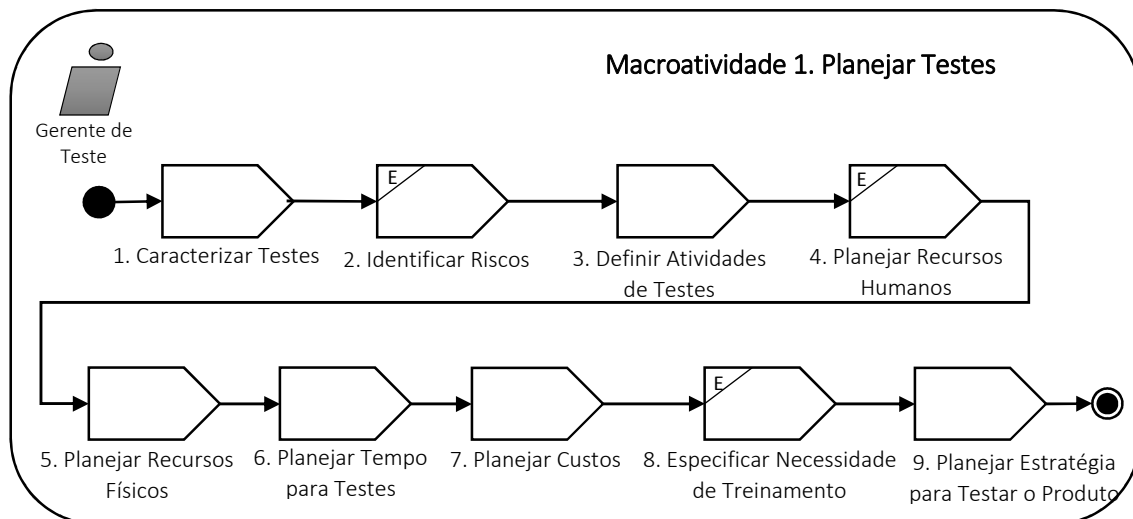 Macroatividade 1. Planejar Testes
Gerente de
Teste
E
E
1. Caracterizar Testes
2. Identificar Riscos
3. Definir Atividades
de Testes
4. Planejar Recursos
Humanos
E
5. Planejar Recursos
Físicos
6. Planejar Tempo
para Testes
7. Planejar Custos
8. Especificar Necessidade
de Treinamento
9. Planejar Estratégia
para Testar o Produto